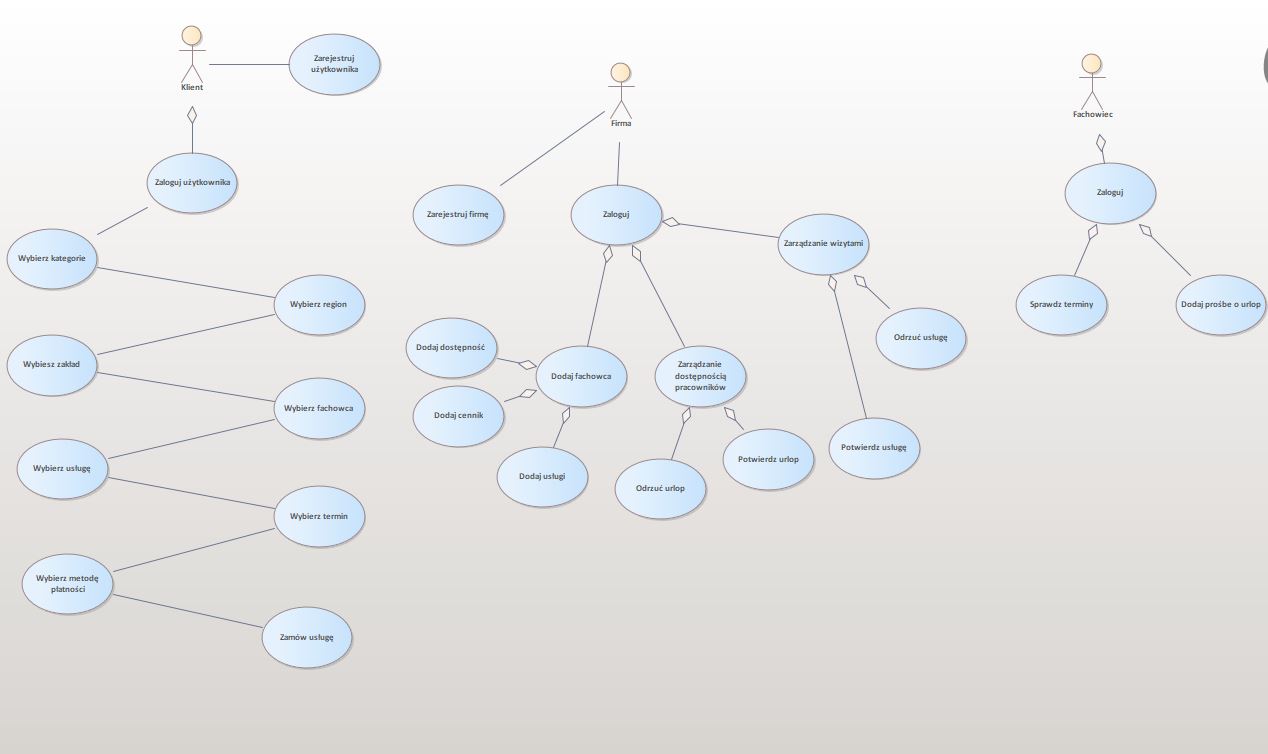 Klient
Zarejestruj
użytkownika
Zaloguj użytkownika
Wybierz kategorie
Wybierz region
Wybiesz zakład
Wybierz fachowca
Wybierz usługę
Wybierz termin
Wybierz metodę
płatności
Zamów usługę
Firma
Zarejestruj firmę
Zaloguj
Zarządzanie wizytami
Odrzuć usługę
Potwierdz usługę
Dodaj dostępność
Dodaj cennik
Dodaj fachowca
Dodaj uslugi
Zarządzanie
dostępnością
pracowników
Odrzuć urlop
Potwierdz urlop
Fachowiec
Zaloguj
Sprawdz terminy
Dodaj prośbe o urlop